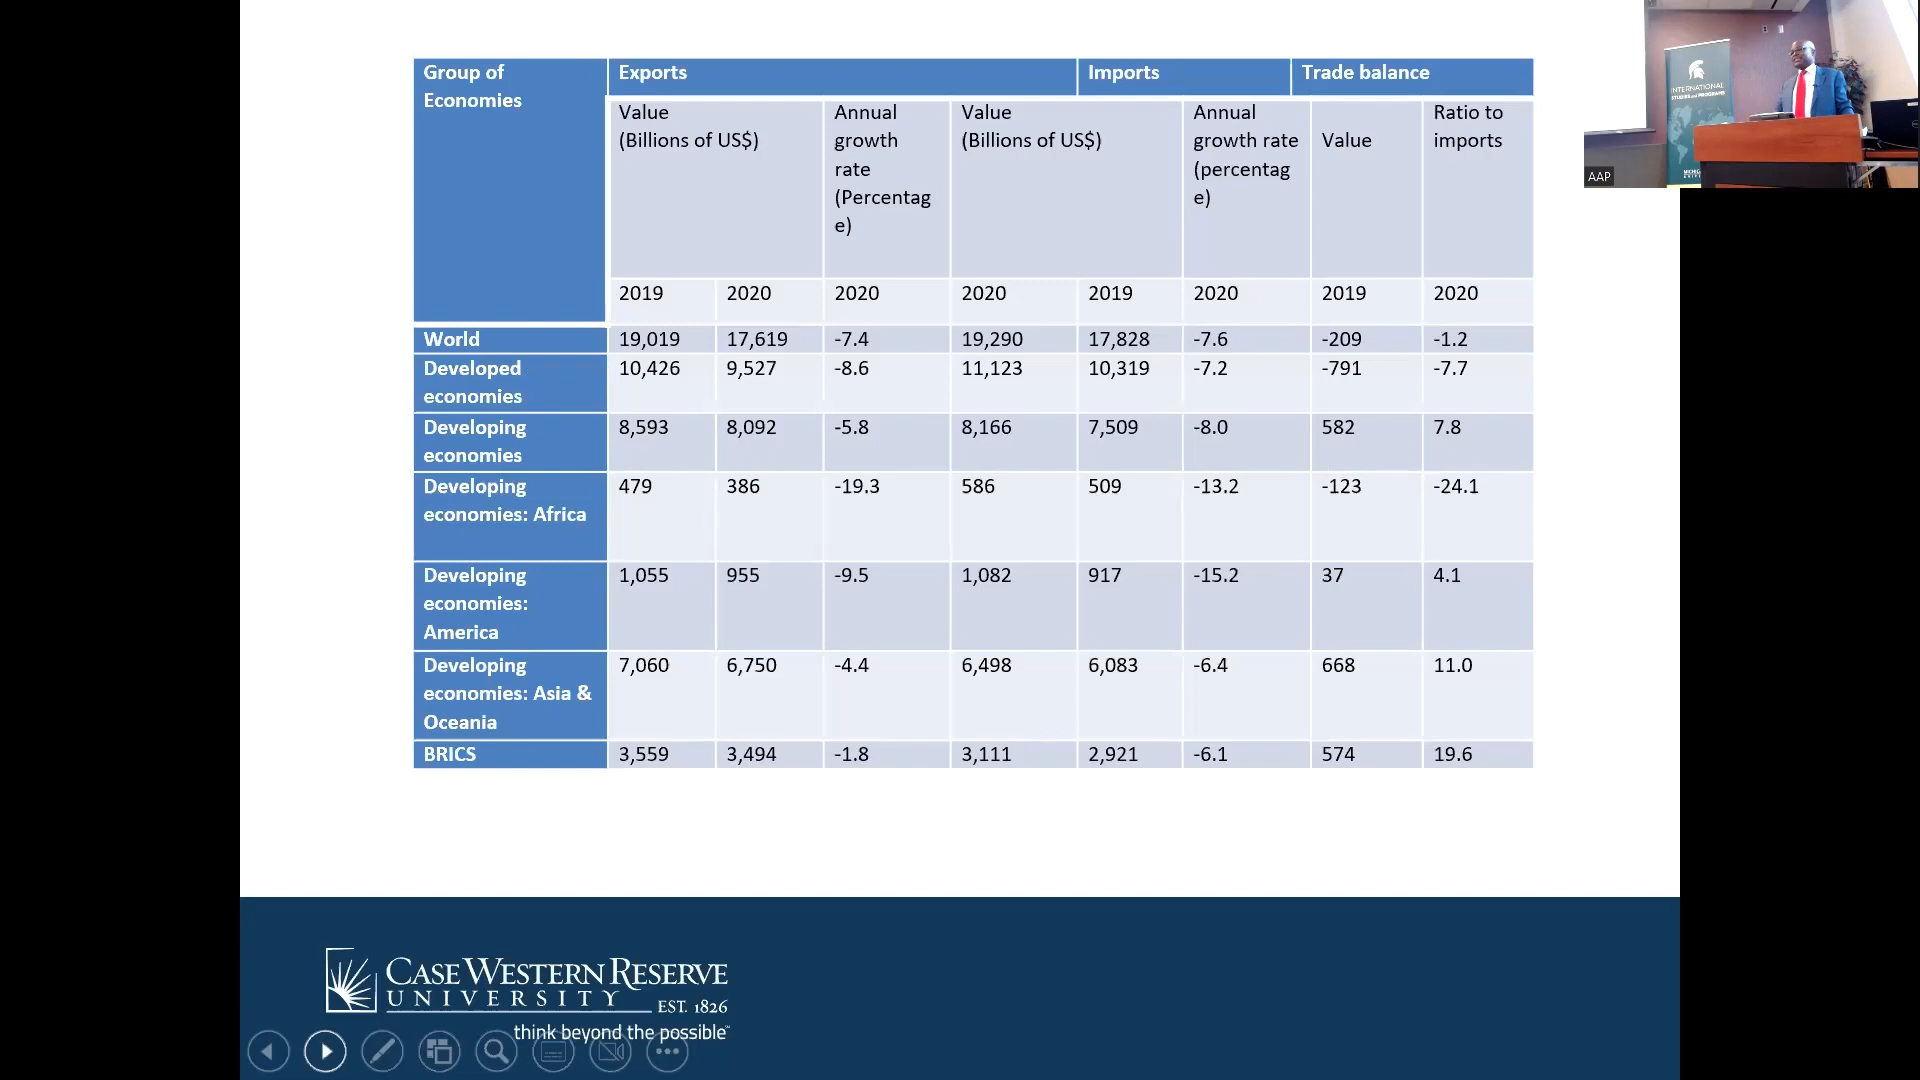 Group of
Economies
Exports
Imports
Trade balance
Value
(Billions of US$)
Annual
growth
rate
(Percentag
e)
Value
(Billions of US$)
Annual
growth rate
(percentag
e)
Value
Ratio to
imports
2019 2020 2020 2020 2019 2020 2019 2020
World 19,019 17,619 -7.4 19,290 17,828 -7.6 -209 -1.2
Developed 10,426 9,527 -8.6 11,123 10,319 -7.2 -791 -7.7
economies
Developing 8,593 8,092 -5.8 8,166 7,509 -8.0 582 7.8
economies
Developing 479 386 -19.3 586 509 -13.2 -123 -24.1
economies: Africa
Developing 1,055 955 -9.5 1,082 917 -15.2 37 4.1
economies:
America
Developing 7,060 6,750 -4.4 6,498 6,083 -6.4 668 11.0
economies: Asia &
Oceania
BRICS 3,559 3,494 -1.8 3,111 2,921 -6.1 574 19.6
INTERNATIONAL
STUDIES AND PROGRAMS
AAP
CASE WESTERN RESERVE
UNIVERSITY
EST. 1826
think beyond the possible